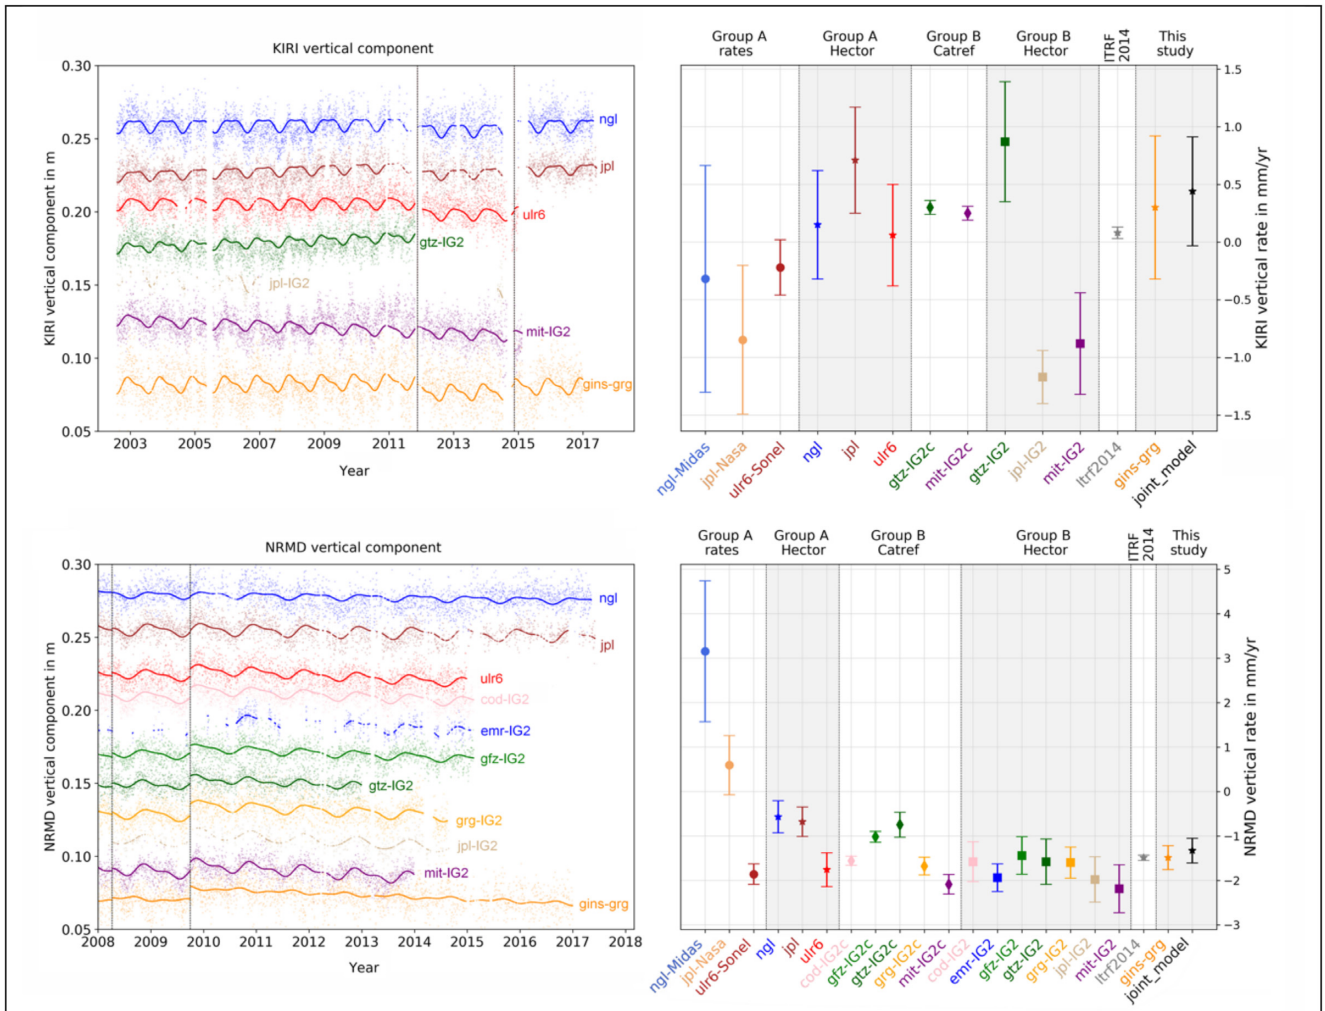 KIRI vertical component
KIRI vertical component in m
0.30
0.25
0.20
0.15
0.10
0.05
ngl
jpl
ulr6
gtz-IG2
jpl-IG2
mit-IG2
gins-grg
2003 2005 2007 2009 2011 2013 2015 2017
Year
Group A rates
Group A Hector
Group B Catref
Group B Hector
ITRF 2014
This study
1.5
1.0
0.5
0.0
−0.5
−1.0
−1.5
KIRI vertical rate in mm/yr
ngl-Midas
jpl-Nasa
ulr6-Sonel
ngl
jpl
ulr6
gtz-IG2c
mit-IG2c
gtz-IG2
jpl-IG2
mit-IG2
Itrf2014
gins-grg
joint_model
NRMD vertical component
NRMD vertical component in m
0.30
0.25
0.20
0.15
0.10
0.05
ngl
jpl
ulr6
cod-IG2
emr-IG2
gfz-IG2
gtz-IG2
grg-IG2
jpl-IG2
mit-IG2
gins-grg
2008 2009 2010 2011 2012 2013 2014 2015 2016 2017 2018
Year
Group A rates
Group A Hector
Group B Catref
Group B Hector
ITRF 2014
This study
5
4
3
2
1
0
−1
−2
−3
NRMD vertical rate in mm/yr
ngl-Midas
jpl-Nasa
ulr6-Sonel
ngl
jpl
ulr6
cod-IG2c
gfz-IG2c
gtz-IG2c
grg-IG2c
mit-IG2c
cod-IG2
emr-IG2
gfz-IG2
gtz-IG2
grg-IG2
jpl-IG2
mit-IG2
Itrf2014
gins-grg
joint_model